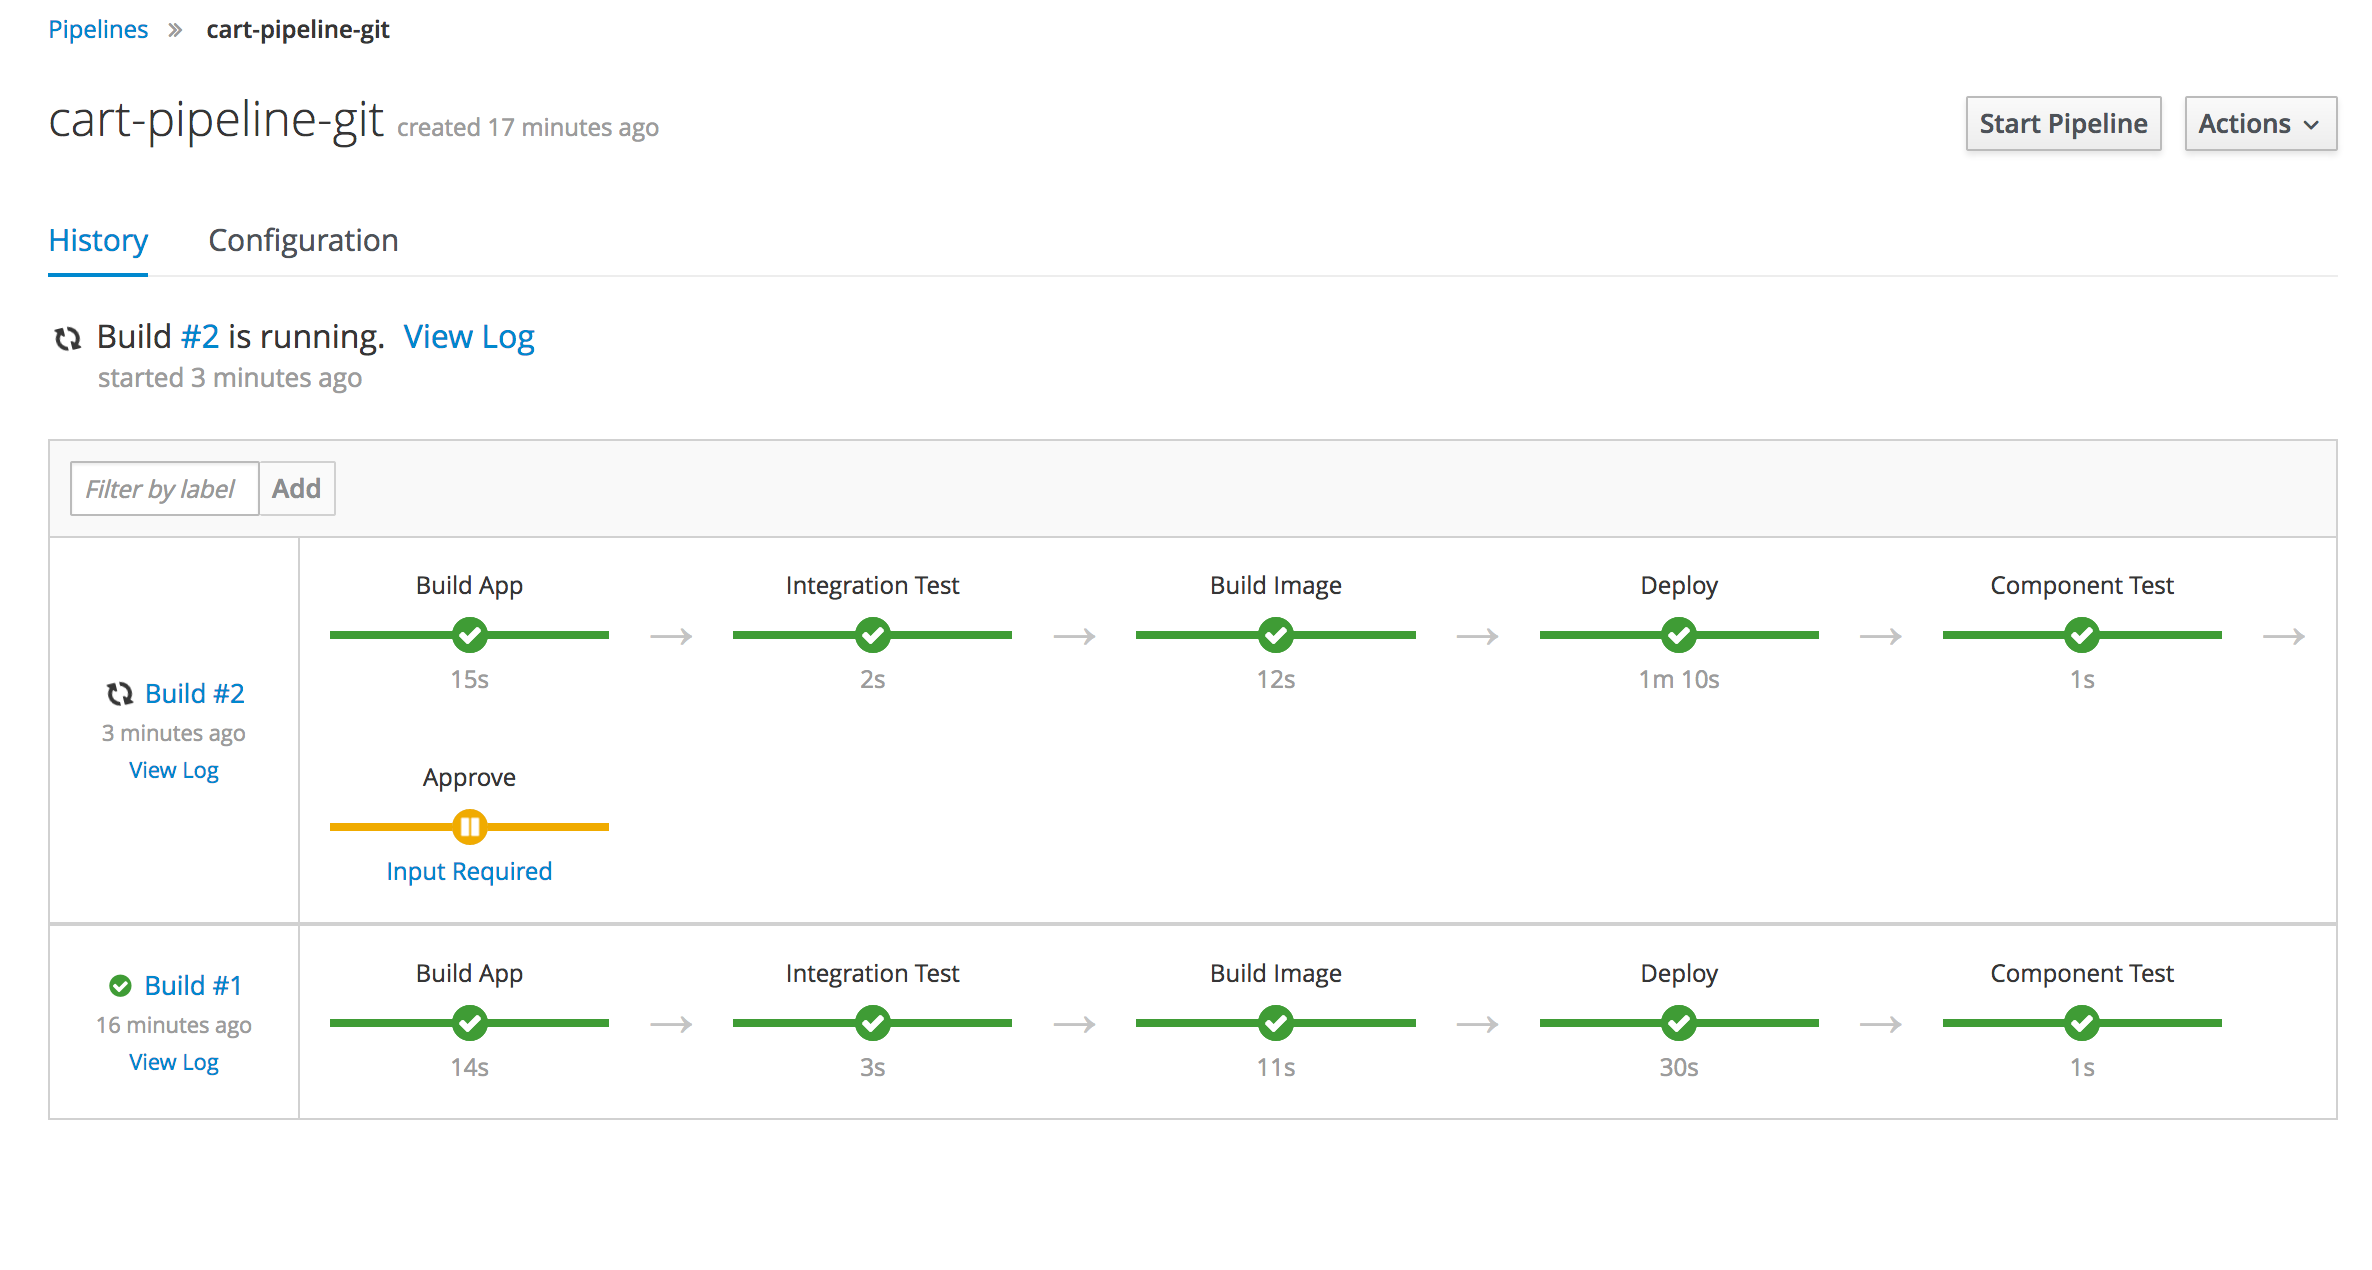 Pipelines » cart-pipeline-git
cart-pipeline-git created 17 minutes ago
Start Pipeline
Actions
History
Configuration
Build #2 is running. View Log
started 3 minutes ago
Filter by label
Add
Build #2
3 minutes ago
View Log
Build App
15s
Integration Test
2s
Build Image
12s
Deploy
1m 10s
Component Test
1s
Approve
Input Required
Build #1
16 minutes ago
View Log
Build App
14s
Integration Test
3s
Build Image
11s
Deploy
30s
Component Test
1s